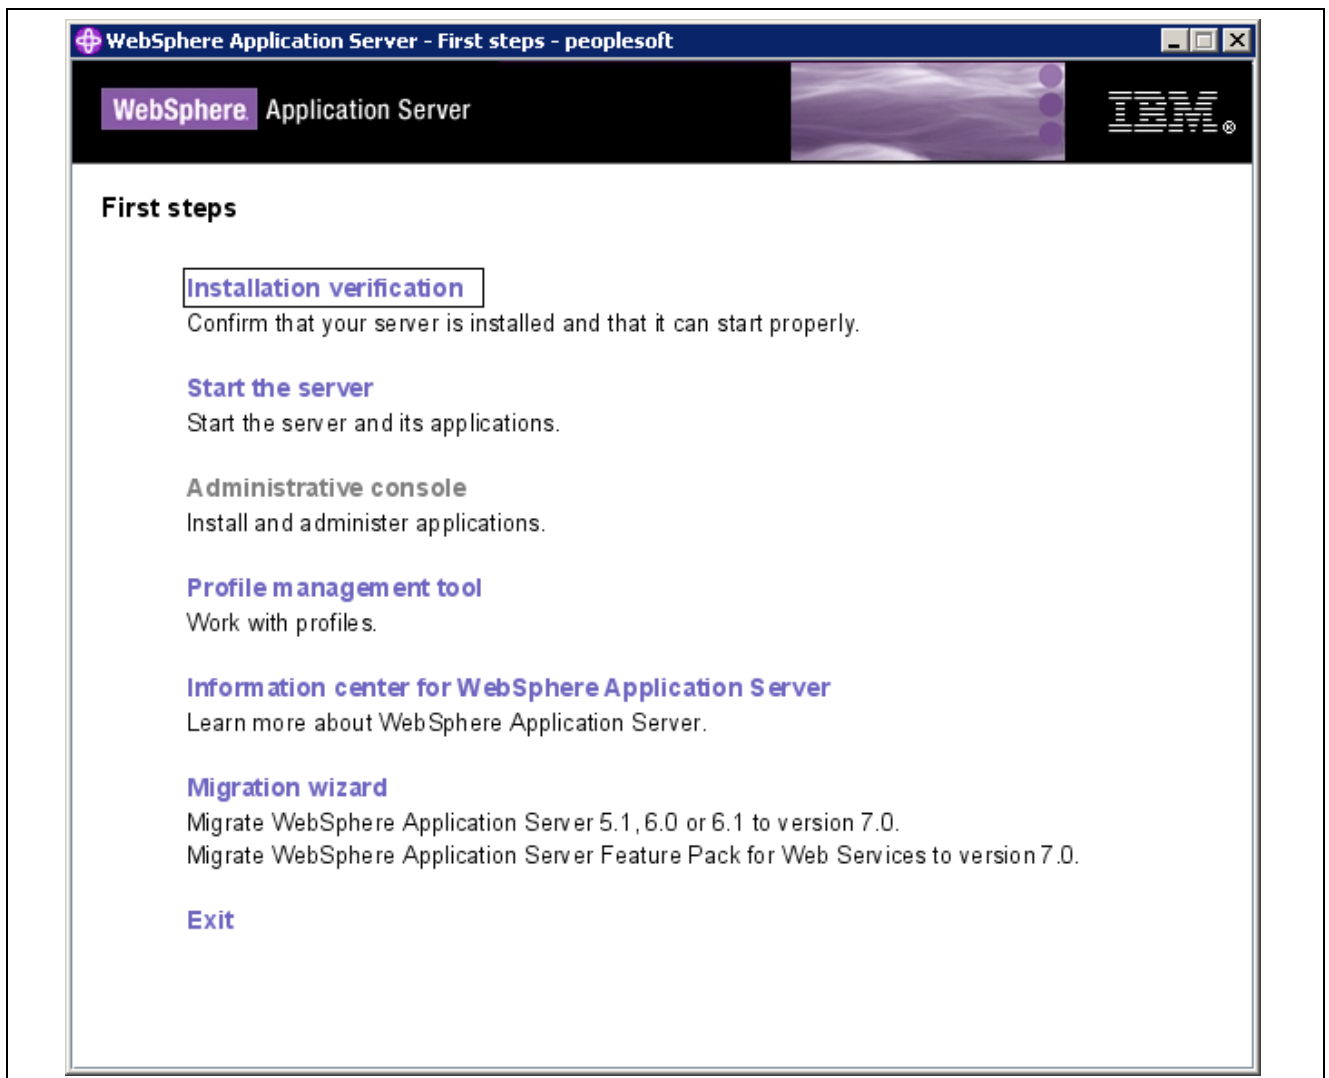 WebSphere Application Server - First steps - peoplesoft
WebSphere. Application Server
IBM®
First steps
Installation verification
Confirm that your server is installed and that it can start properly.
Start the server
Start the server and its applications.
Administrative console
Install and administer applications.
Profile management tool
Work with profiles.
Information center for WebSphere Application Server
Learn more about WebSphere Application Server.
Migration wizard
Migrate WebSphere Application Server 5.1, 6.0 or 6.1 to version 7.0.
Migrate WebSphere Application Server Feature Pack for Web Services to version 7.0.
Exit